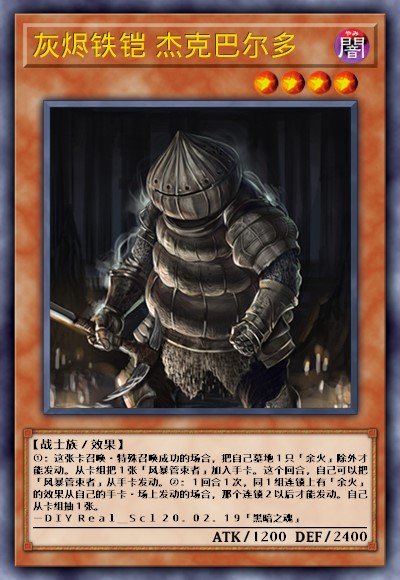 灰烬铁铠 杰克巴尔多
やみ
闇
【战士族／效果】
①：这张卡召唤・特殊召唤成功的场合，把自己墓地1只「余火」除外才
能发动。从卡组把1张「风暴管束者」加入手卡。这个回合，自己可以把
「风暴管束者」从手卡发动。②：1回合1次，同1组连锁上有「余火」
的效果从自己的手卡・场上发动的场合，那个连锁2以后才能发动。自己
从卡组抽1张。
－DIYReal＿Scl20.02.19「黑暗之魂」
ATK/1200 DEF/2400